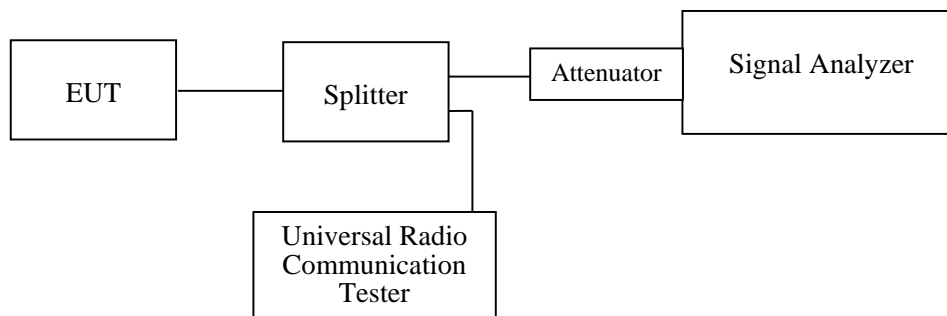 EUT
Splitter
Attenuator
Signal Analyzer
Universal Radio
Communication
Tester